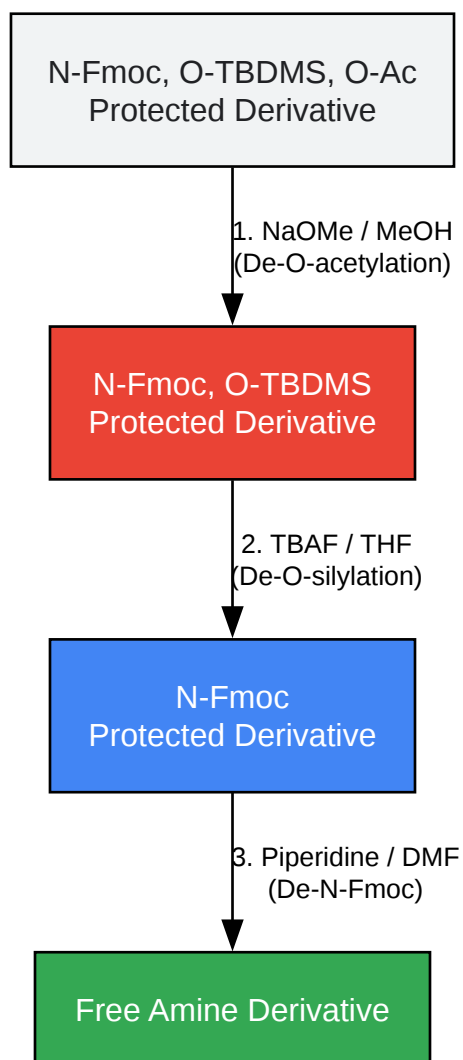 N-Fmoc, O-TBDMS, O-Ac
Protected Derivative
1. NaOMe / MeOH
(De-O-acetylation)
N-Fmoc, O-TBDMS
Protected Derivative
2. TBAF / THF
(De-O-silylation)
N-Fmoc
Protected Derivative
3. Piperidine / DMF
(De-N-Fmoc)
Free Amine Derivative